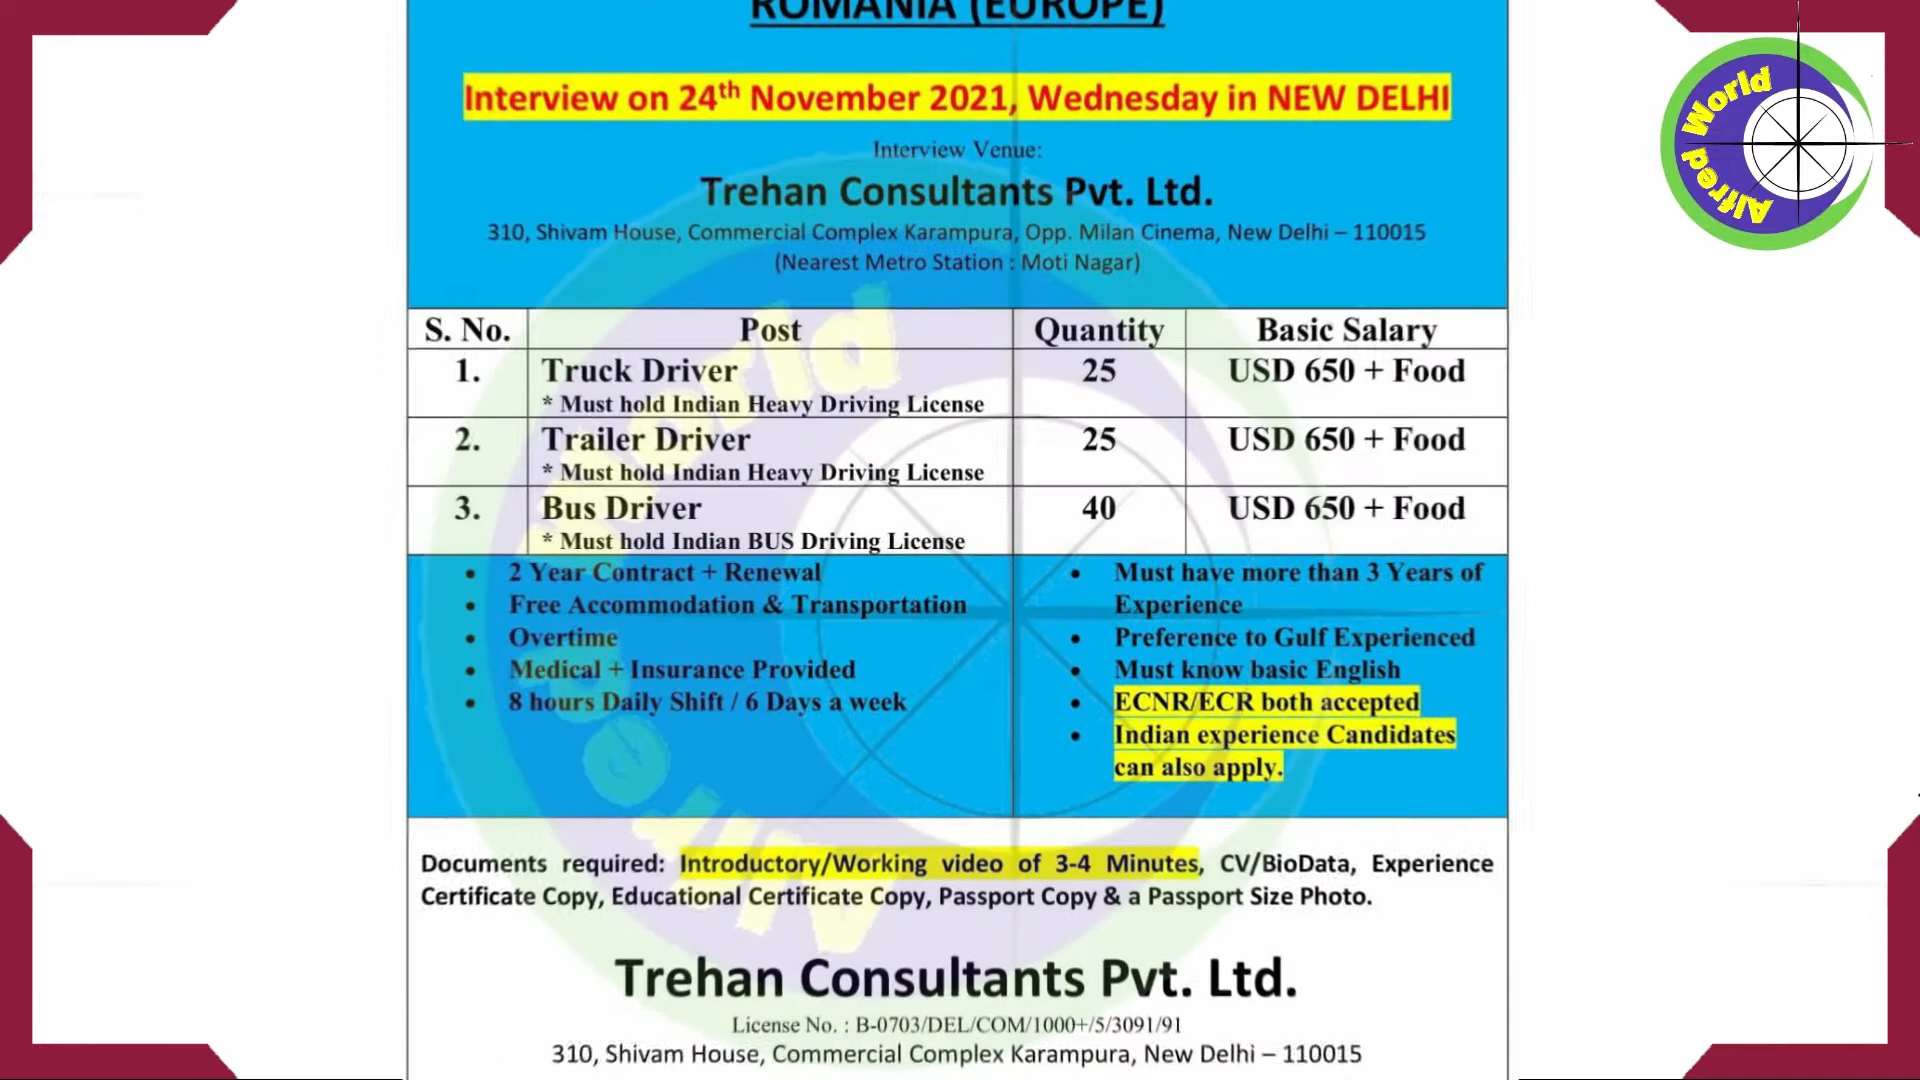 ROMANIA (EUROPE)
Interview on 24th November 2021, Wednesday in NEW DELHI
Interview Venue:
Trehan Consultants Pvt. Ltd.
310, Shivam House, Commercial Complex Karampura, Opp. Milan Cinema, New Delhi – 110015
(Nearest Metro Station : Moti Nagar)
S. No. Post Quantity Basic Salary
1. Truck Driver 25 USD 650 + Food
* Must hold Indian Heavy Driving License
2. Trailer Driver 25 USD 650 + Food
* Must hold Indian Heavy Driving License
3. Bus Driver 40 USD 650 + Food
* Must hold Indian BUS Driving License
• 2 Year Contract + Renewal
• Free Accommodation & Transportation
• Overtime
• Medical + Insurance Provided
• 8 hours Daily Shift / 6 Days a week
• Must have more than 3 Years of
Experience
• Preference to Gulf Experienced
• Must know basic English
• ECNR/ECR both accepted
• Indian experience Candidates
can also apply.
Documents required: Introductory/Working video of 3-4 Minutes, CV/BioData, Experience
Certificate Copy, Educational Certificate Copy, Passport Copy & a Passport Size Photo.
Trehan Consultants Pvt. Ltd.
License No. : B-0703/DEL/COM/1000+/5/3091/91
310, Shivam House, Commercial Complex Karampura, New Delhi – 110015
Alfred World
Alfred World